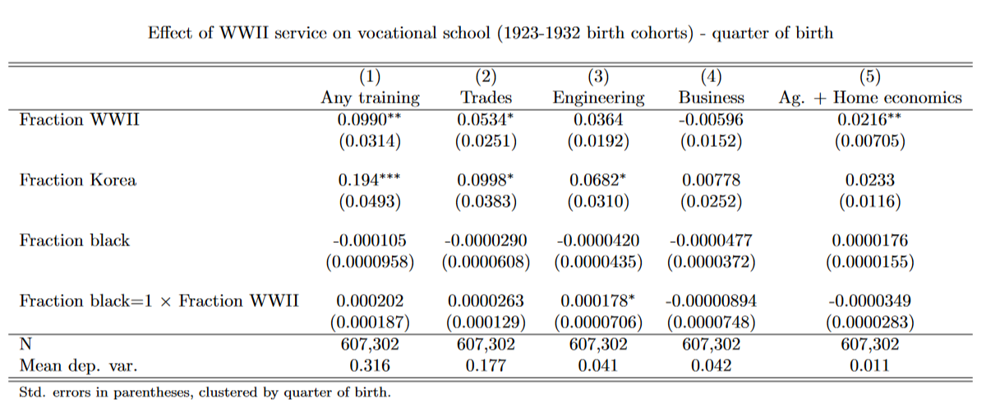 Effect of WWII service on vocational school (1923-1932 birth cohorts) - quarter of birth
(1) (2) (3) (4) (5)
Any training Trades Engineering Business Ag. + Home economics
Fraction WWII 0.0990** 0.0534* 0.0364 -0.00596 0.0216**
(0.0314) (0.0251) (0.0192) (0.0152) (0.00705)
Fraction Korea 0.194*** 0.0998* 0.0682* 0.00778 0.0233
(0.0493) (0.0383) (0.0310) (0.0252) (0.0116)
Fraction black -0.000105 -0.0000290 -0.0000420 -0.0000477 0.0000176
(0.0000958) (0.0000608) (0.0000435) (0.0000372) (0.0000155)
Fraction black=1 × Fraction WWII 0.000202 0.0000263 0.000178* -0.00000894 -0.0000349
(0.000187) (0.000129) (0.0000706) (0.0000748) (0.0000283)
N 607,302 607,302 607,302 607,302 607,302
Mean dep. var. 0.316 0.177 0.041 0.042 0.011
Std. errors in parentheses, clustered by quarter of birth.